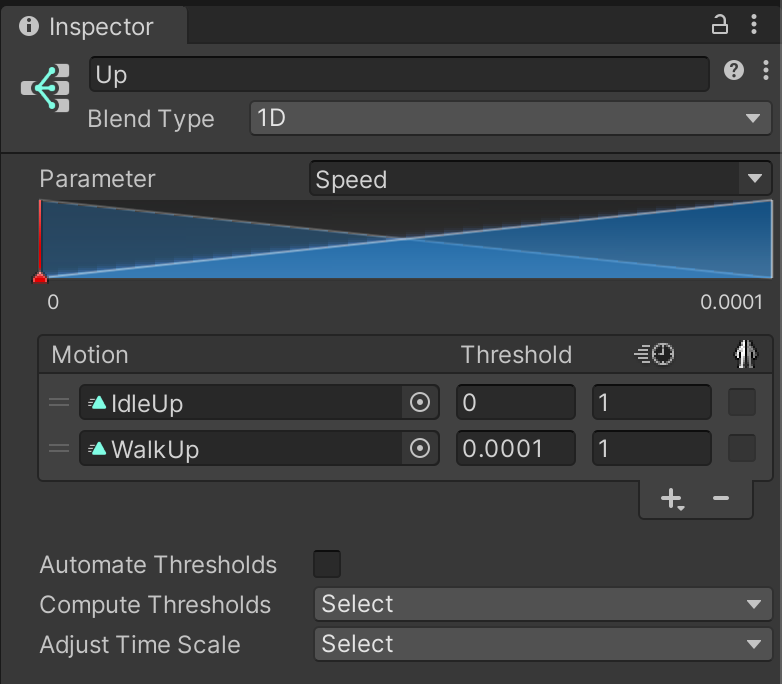 Inspector
Up
Blend Type 1D
Parameter Speed
0 0.0001
Motion Threshold
IdleUp 0 1
WalkUp 0.0001 1
Automate Thresholds
Compute Thresholds Select
Adjust Time Scale Select